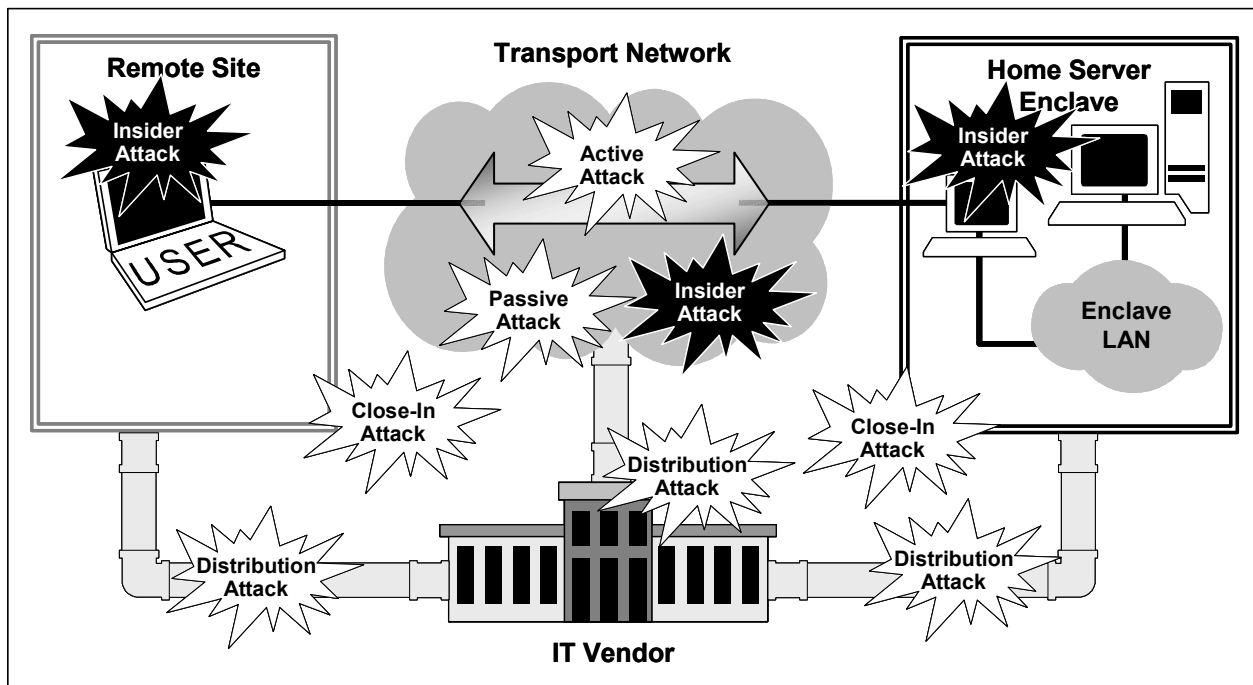 Transport Network
Remote Site
Home Server
Enclave
Insider
Attack
Active
Attack
Insider
Attack
USER
Passive
Attack
Insider
Attack
Enclave
LAN
Close-In
Attack
Close-In
Attack
Distribution
Attack
Distribution
Attack
Distribution
Attack
IT Vendor